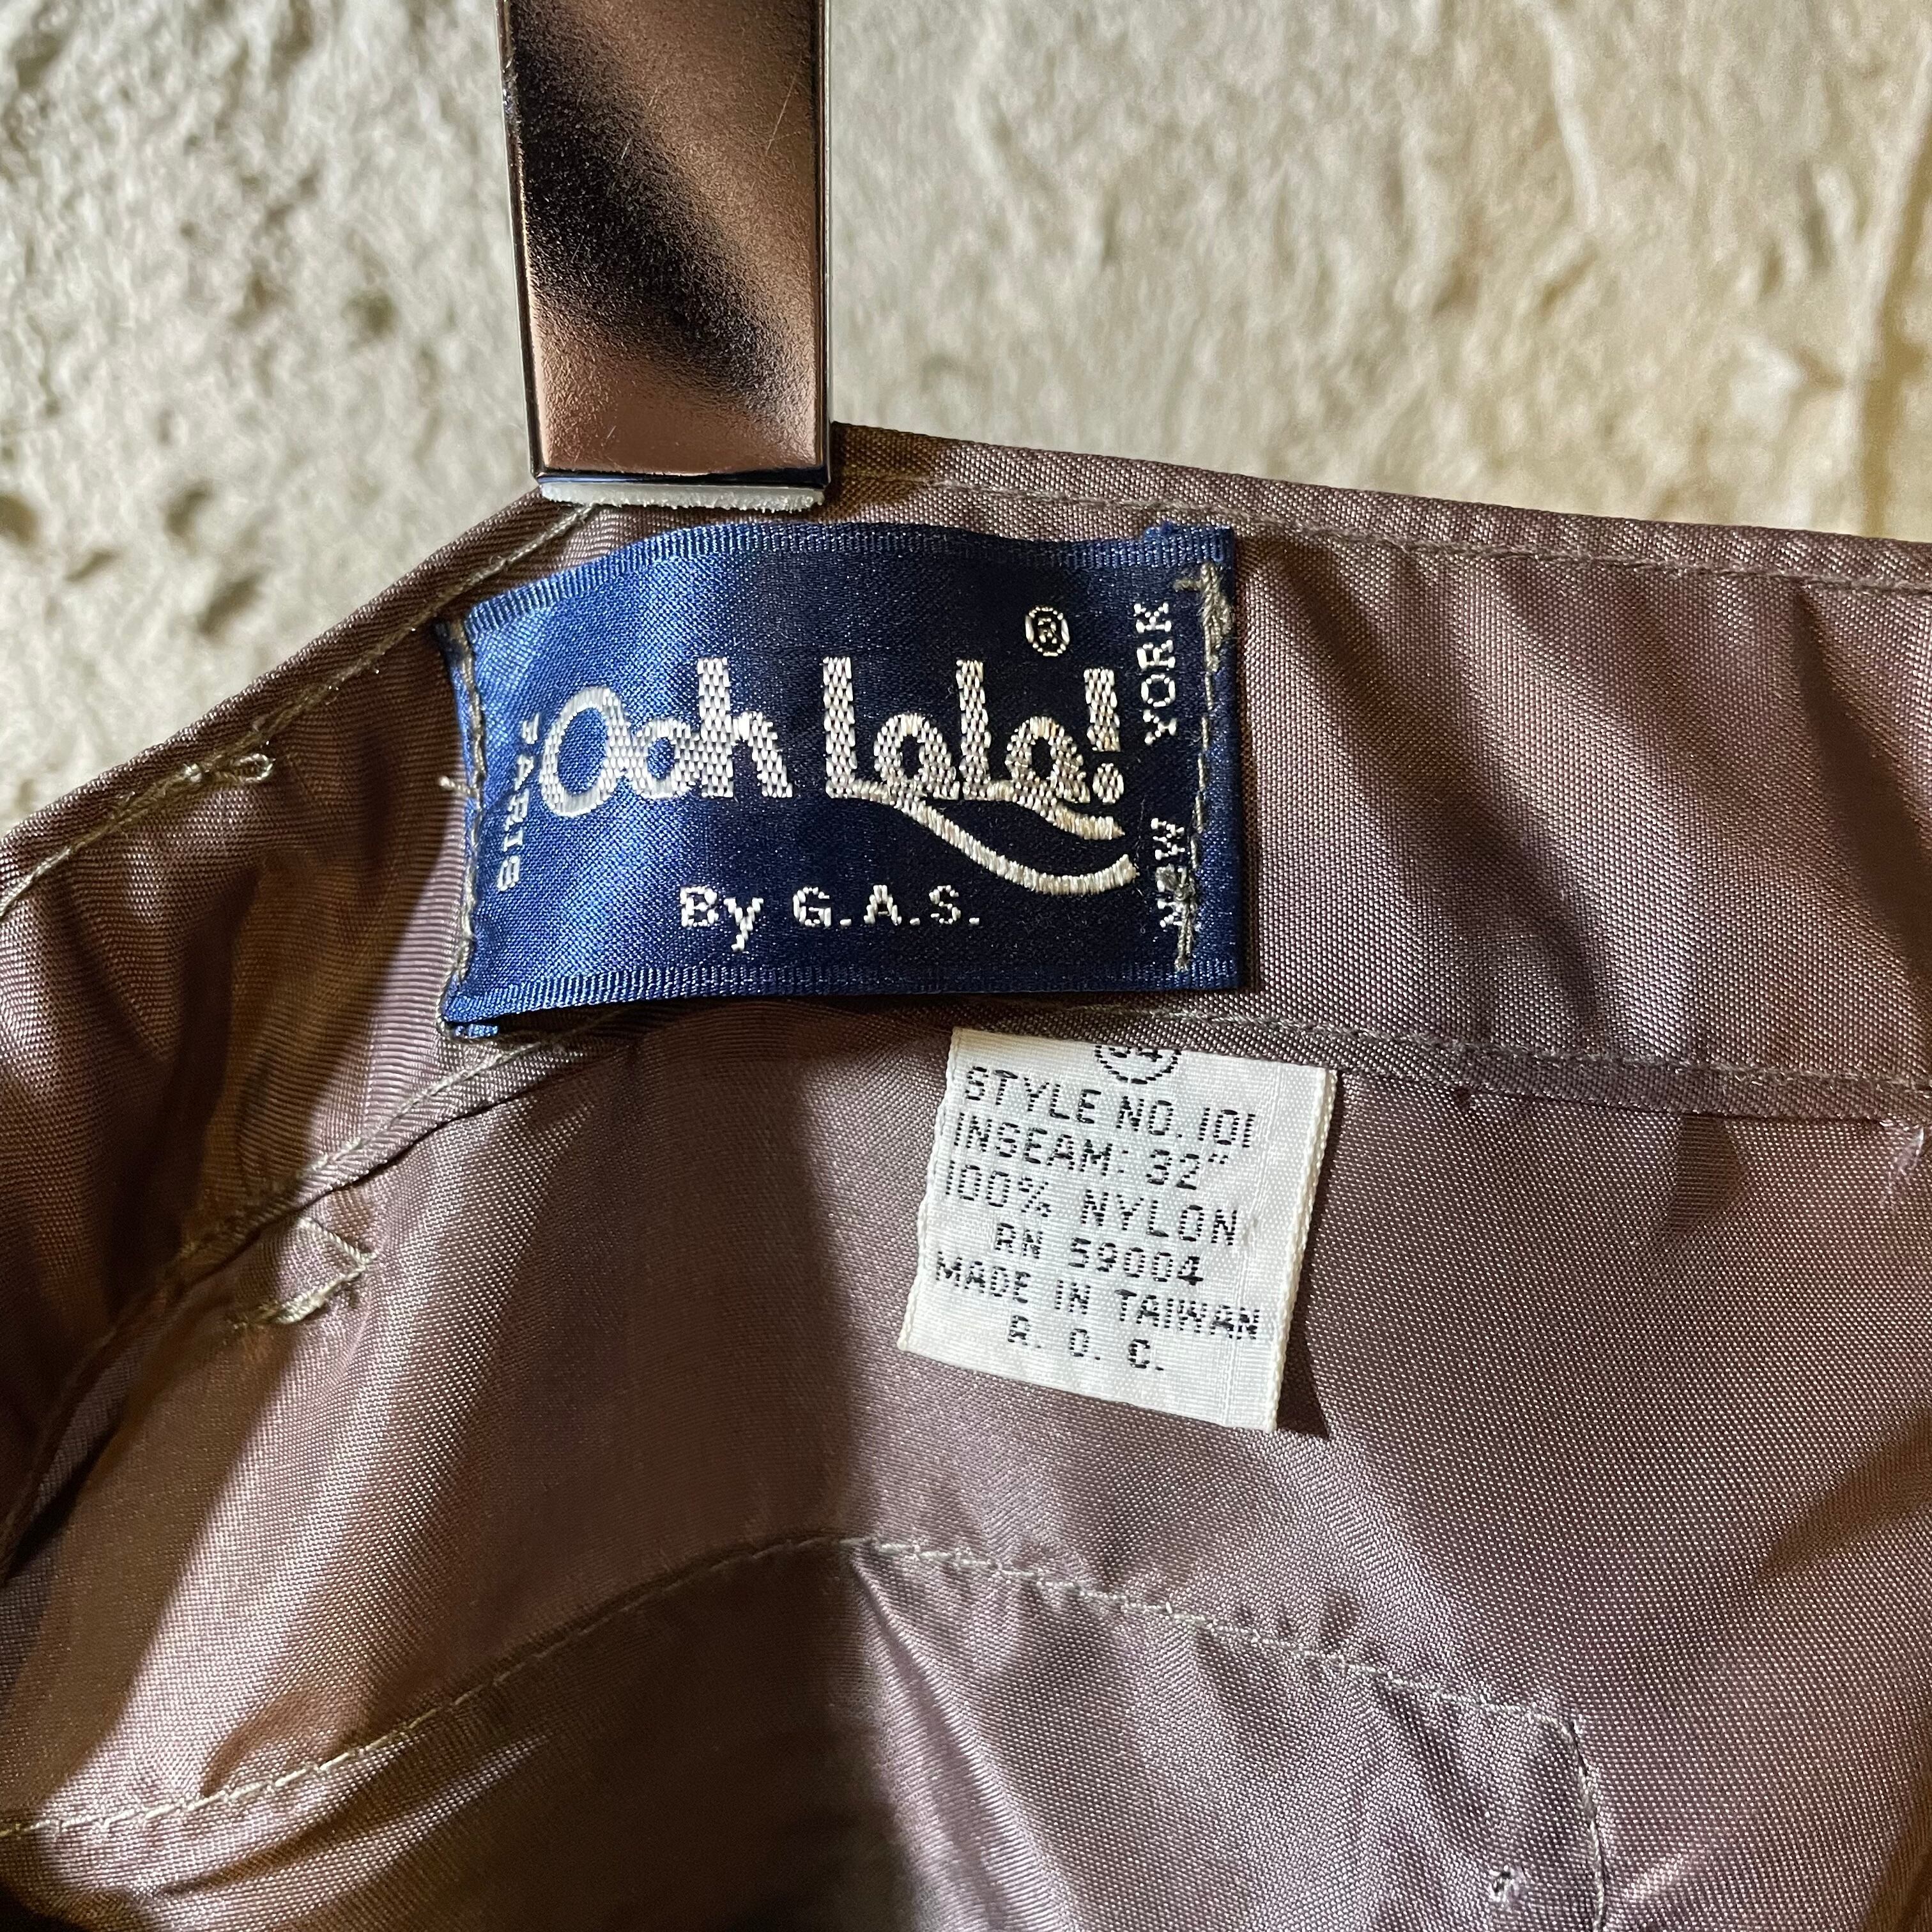 Ooh LaLa! ®
PARIS
NEW YORK
By G.A.S.
34
STYLE NO. 101
INSEAM: 32"
100% NYLON
RN 59004
MADE IN TAIWAN
R. O. C.